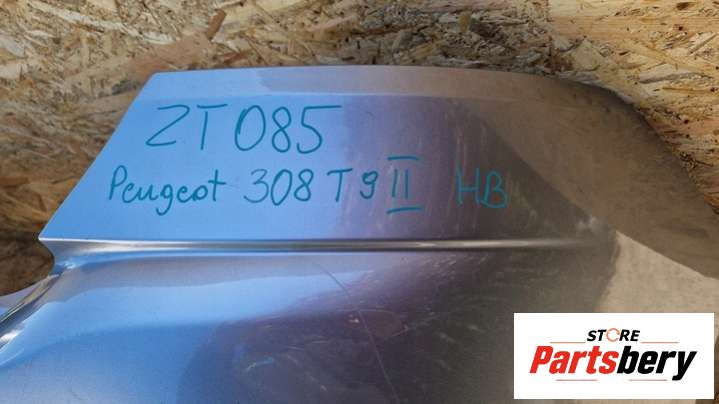 ZT085
Peugeot 308 T9 II HB
STORE
Partsbery